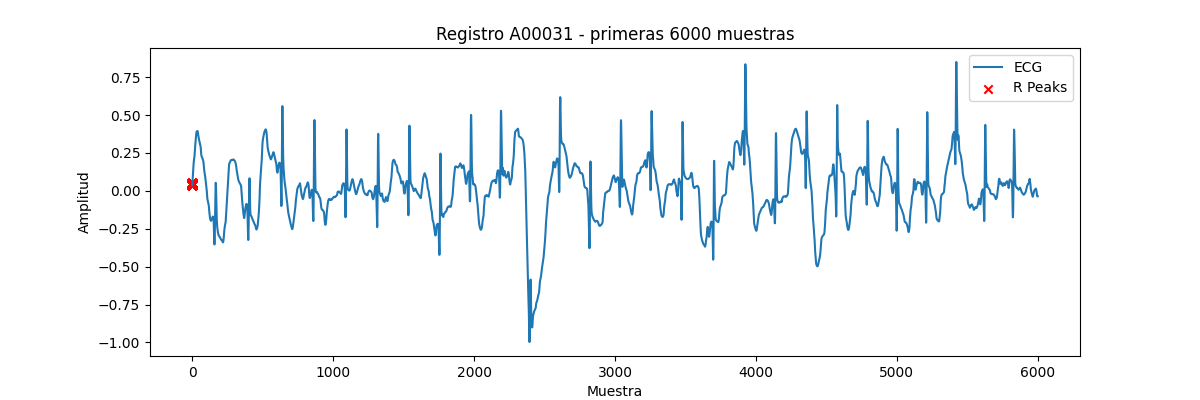 Registro A00031 - primeras 6000 muestras
ECG
R Peaks
Amplitud
0.75
0.50
0.25
0.00
−0.25
−0.50
−0.75
−1.00
0 1000 2000 3000 4000 5000 6000
Muestra